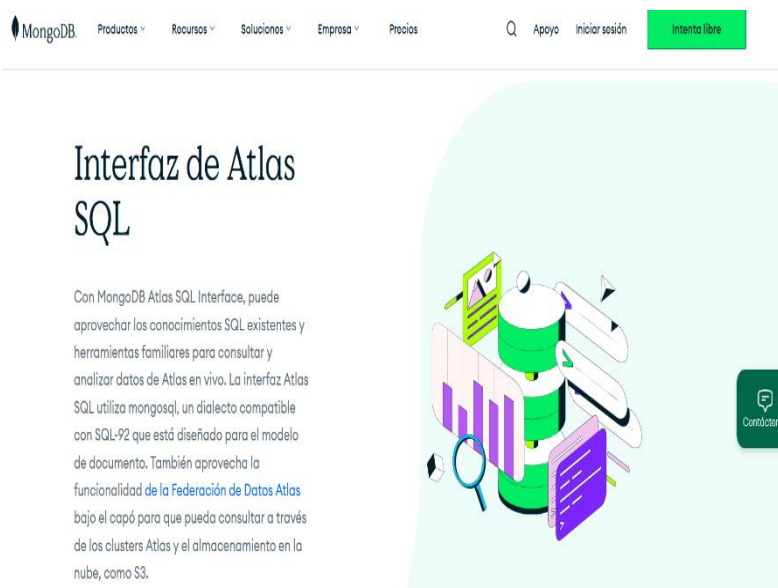 MongoDB. Productos Recursos Soluciones Empresa Precios Apoyo Iniciar sesión Intenta libre
Interfaz de Atlas
SQL
Con MongoDB Atlas SQL Interface, puede
aprovechar los conocimientos SQL existentes y
herramientas familiares para consultar y
analizar datos de Atlas en vivo. La interfaz Atlas
SQL utiliza mongosql, un dialecto compatible
con SQL-92 que está diseñado para el modelo
de documento. También aprovecha la
funcionalidad de la Federación de Datos Atlas
bajo el capó para que pueda consultar a través
de los clusters Atlas y el almacenamiento en la
nube, como S3.